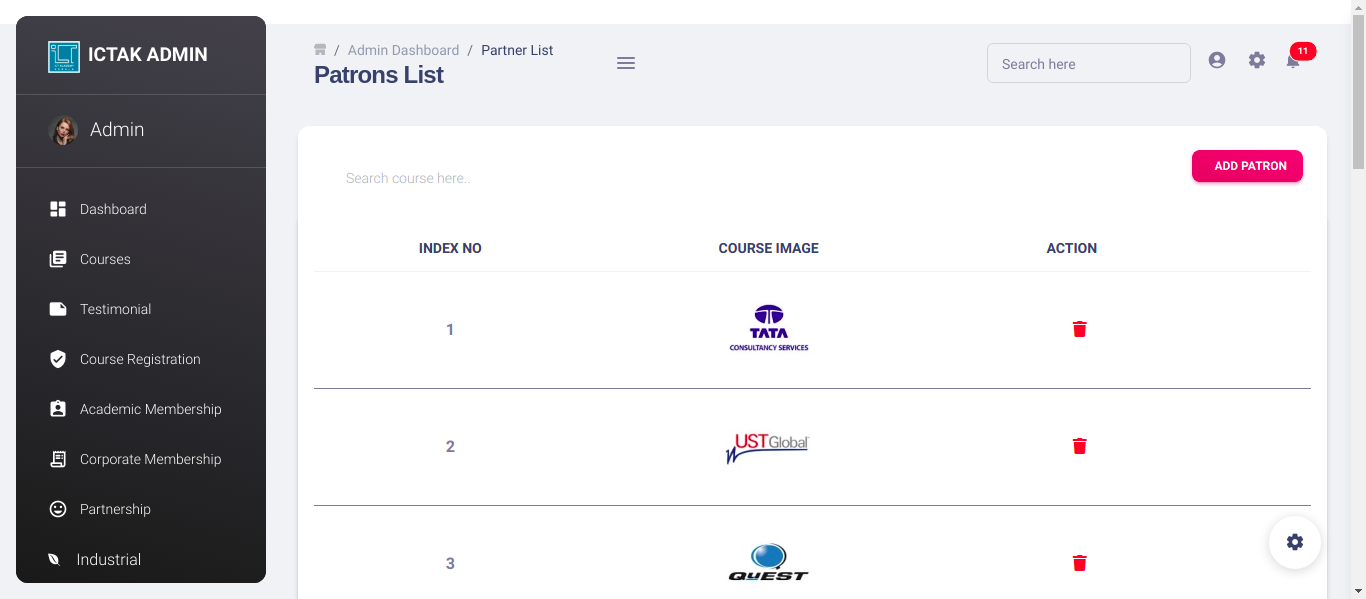 ICTAK ADMIN
Admin
Dashboard
Courses
Testimonial
Course Registration
Academic Membership
Corporate Membership
Partnership
Industrial
/ Admin Dashboard / Partner List
Patrons List
Search here
11
Search course here..
ADD PATRON
INDEX NO COURSE IMAGE ACTION
1
TATA
CONSULTANCY SERVICES
2
UST Global
3
QUEST